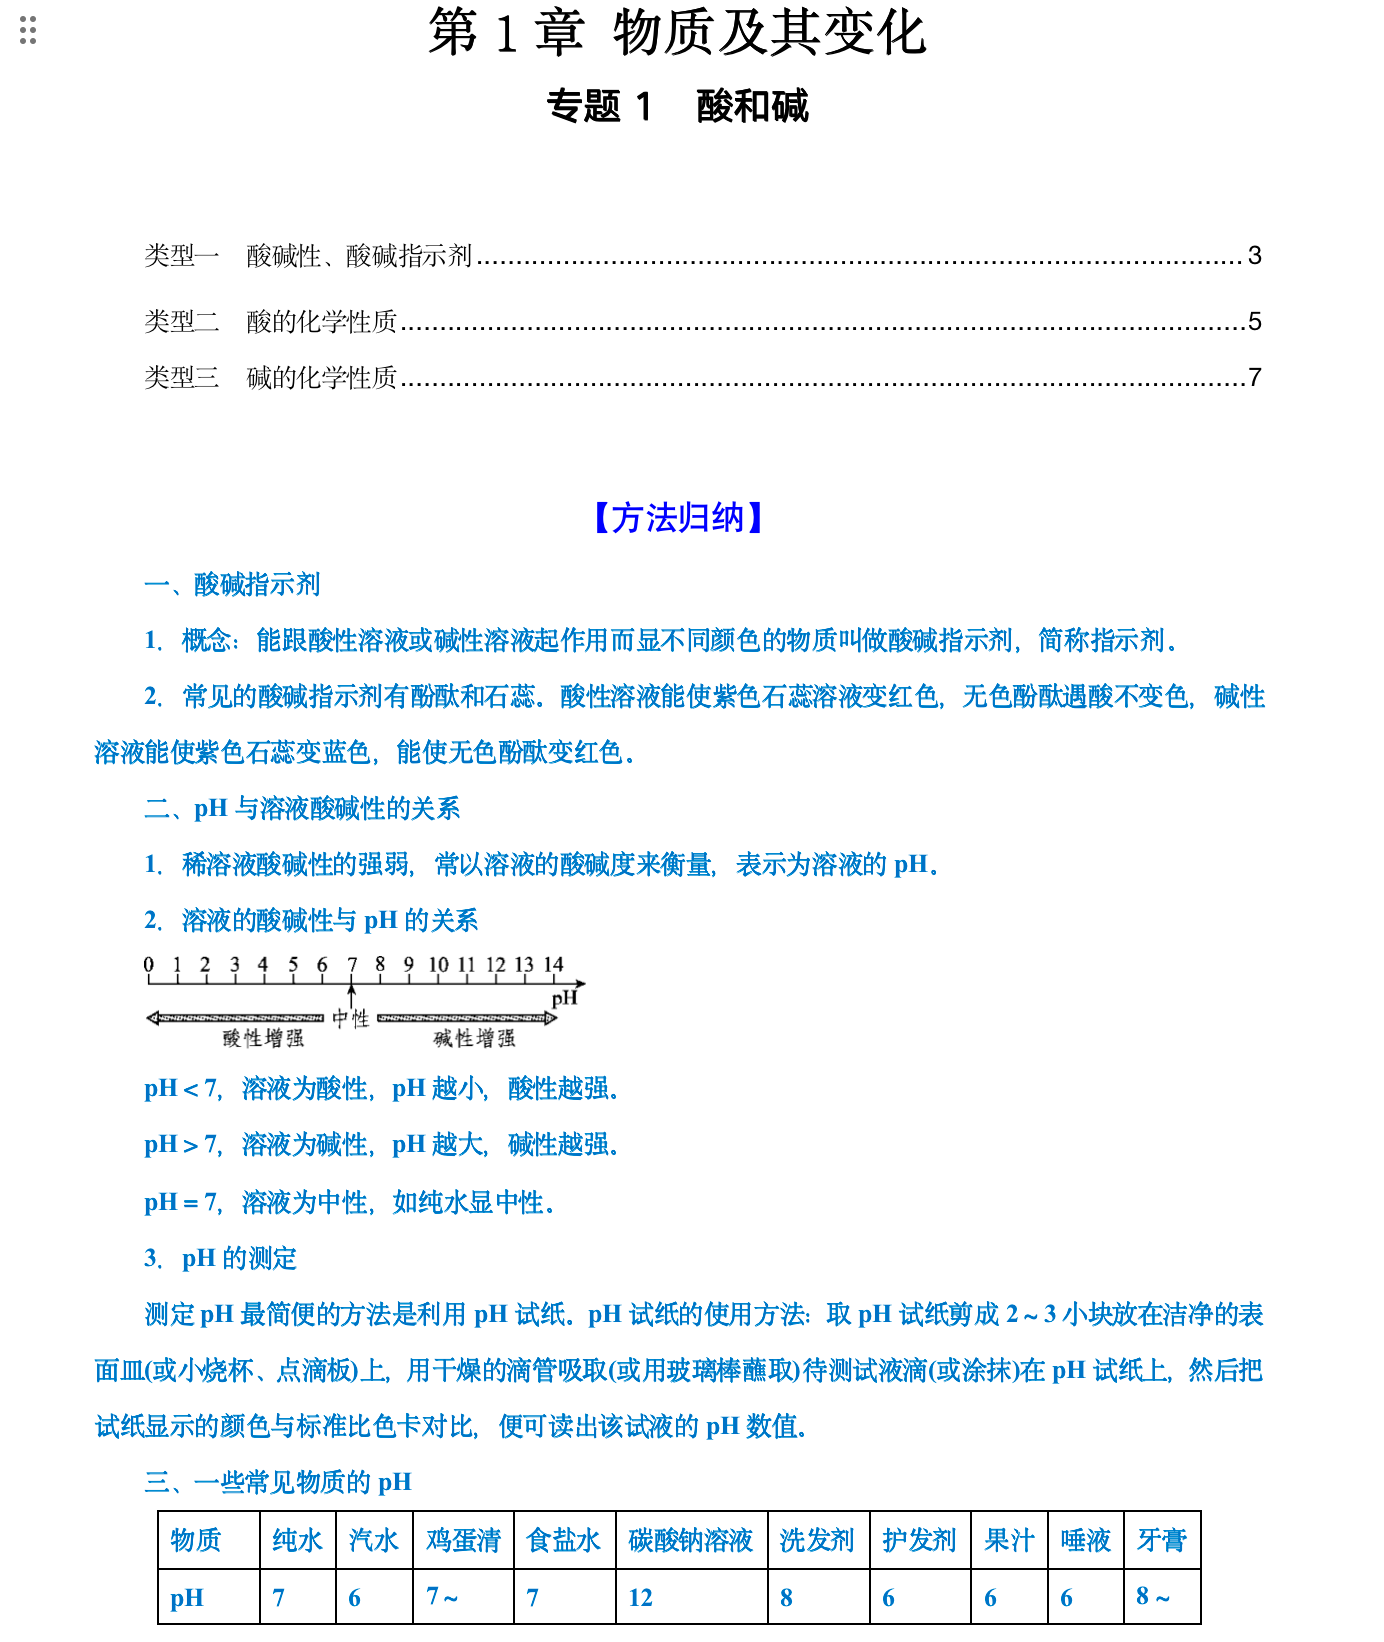 第 1 章 物质及其变化
专题 1 酸和碱
类型一 酸碱性、酸碱指示剂........................................................................................................ 3
类型二 酸的化学性质........................................................................................................5
类型三 碱的化学性质........................................................................................................7
【方法归纳】
一、酸碱指示剂
1. 概念：能跟酸性溶液或碱性溶液起作用而显不同颜色的物质叫做酸碱指示剂，简称指示剂。
2. 常见的酸碱指示剂有酚酞和石蕊。酸性溶液能使紫色石蕊溶液变红色，无色酚酞遇酸不变色，碱性
溶液能使紫色石蕊变蓝色，能使无色酚酞变红色。
二、pH 与溶液酸碱性的关系
1. 稀溶液酸碱性的强弱，常以溶液的酸碱度来衡量，表示为溶液的 pH。
2. 溶液的酸碱性与 pH 的关系
0 1 2 3 4 5 6 7 8 9 10 11 12 13 14
pH
中性
酸性增强 碱性增强
pH < 7，溶液为酸性，pH 越小，酸性越强。
pH > 7，溶液为碱性，pH 越大，碱性越强。
pH = 7，溶液为中性，如纯水显中性。
3. pH 的测定
测定 pH 最简便的方法是利用 pH 试纸。pH 试纸的使用方法：取 pH 试纸剪成 2 ~ 3 小块放在洁净的表
面皿(或小烧杯、点滴板)上，用干燥的滴管吸取(或用玻璃棒蘸取)待测试液滴(或涂抹)在 pH 试纸上，然后把
试纸显示的颜色与标准比色卡对比，便可读出该试液的 pH 数值。
三、一些常见物质的 pH
物质 纯水 汽水 鸡蛋清 食盐水 碳酸钠溶液 洗发剂 护发剂 果汁 唾液 牙膏
pH 7 6 7 ~ 7 12 8 6 6 6 8 ~